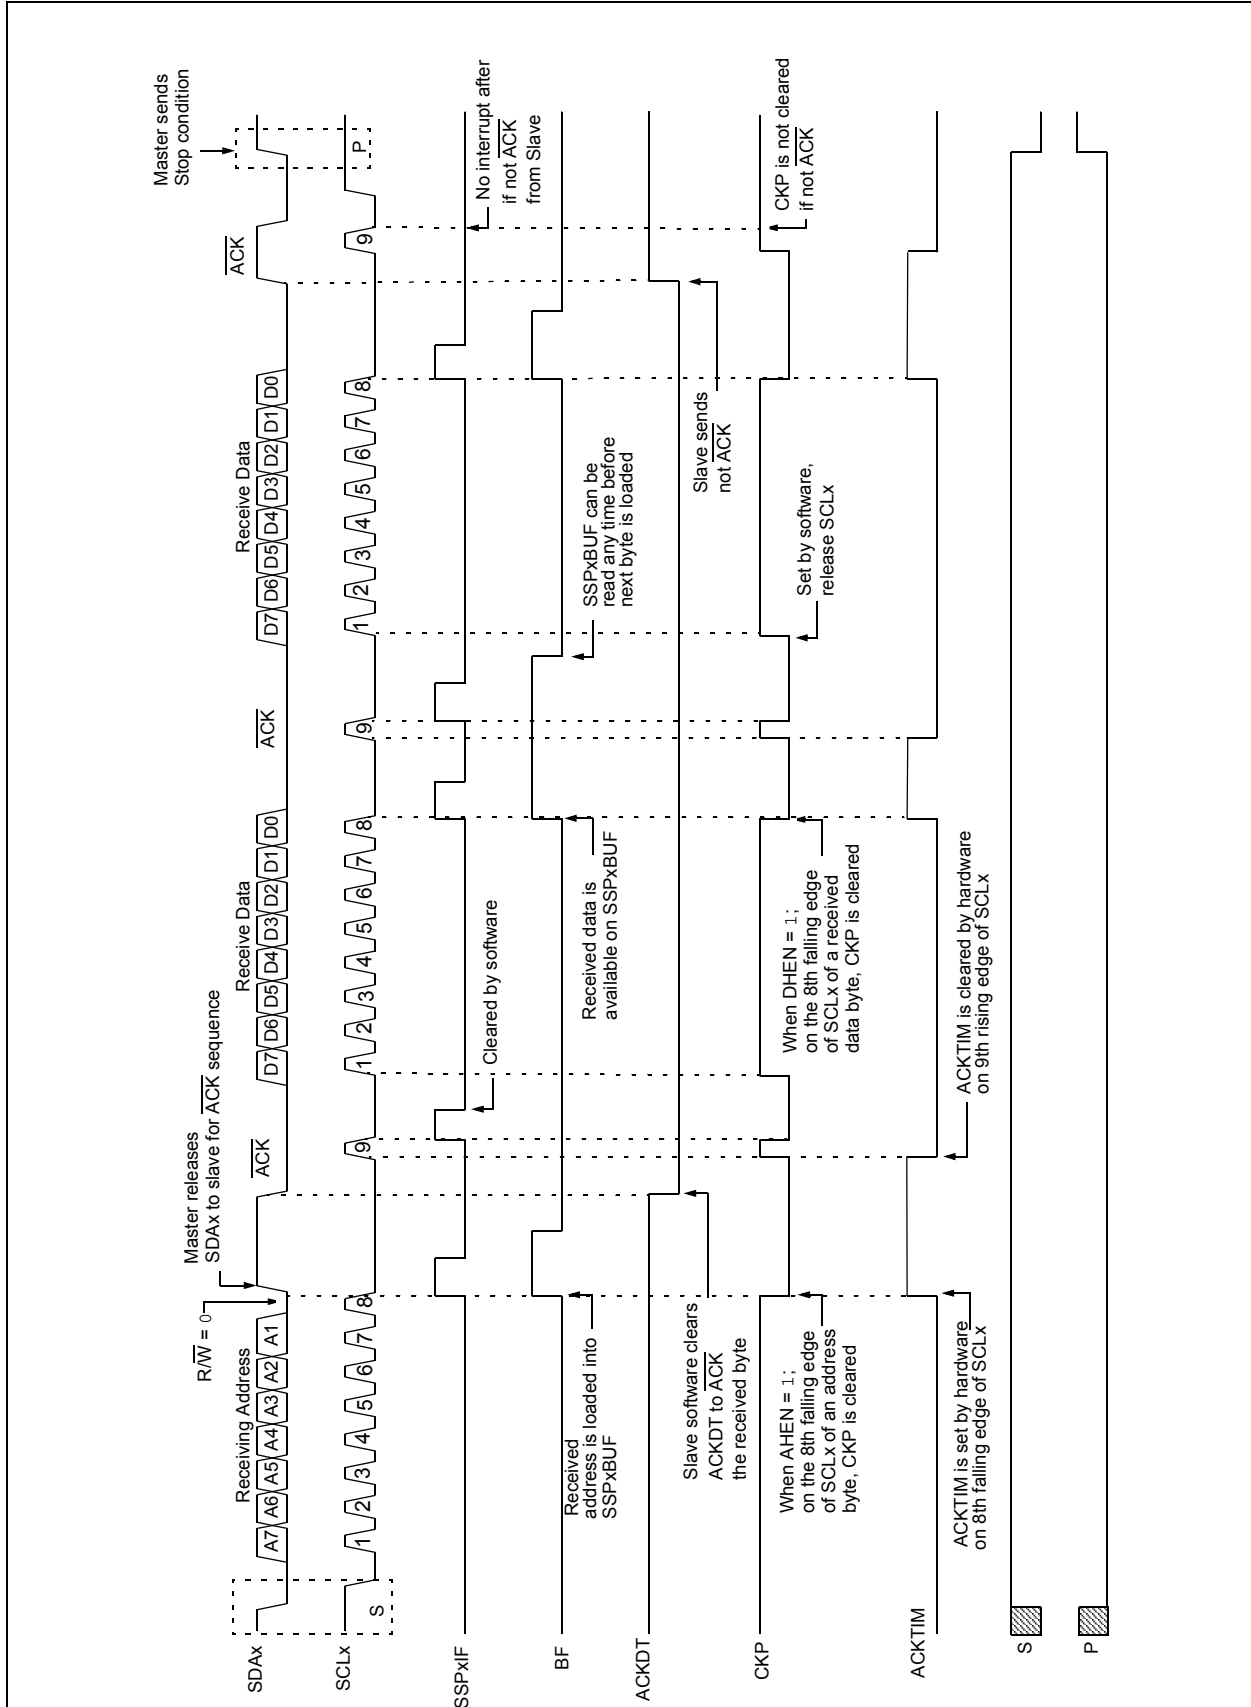 Master sends
Stop condition
Master releases
SDAx to slave for ACK sequence
R/W = 0
Receiving Address
Receive Data
Receive Data
ACK
ACK
ACK
SDAx
A7 A6 A5 A4 A3 A2 A1
D7 D6 D5 D4 D3 D2 D1 D0
D7 D6 D5 D4 D3 D2 D1 D0
SCLx
S
1 2 3 4 5 6 7 8 9
1 2 3 4 5 6 7 8 9
1 2 3 4 5 6 7 8 9
P
SSPxIF
Cleared by software
No interrupt after
if not ACK
from Slave
BF
Received
address is loaded into
SSPxBUF
Received data is
available on SSPxBUF
SSPxBUF can be
read any time before
next byte is loaded
ACKDT
Slave software clears
ACKDT to ACK
the received byte
Slave sends
not ACK
CKP
When AHEN = 1;
on the 8th falling edge
of SCLx of an address
byte, CKP is cleared
When DHEN = 1;
on the 8th falling edge
of SCLx of a received
data byte, CKP is cleared
Set by software,
release SCLx
CKP is not cleared
if not ACK
ACKTIM
ACKTIM is set by hardware
on 8th falling edge of SCLx
ACKTIM is cleared by hardware
on 9th rising edge of SCLx
S
P